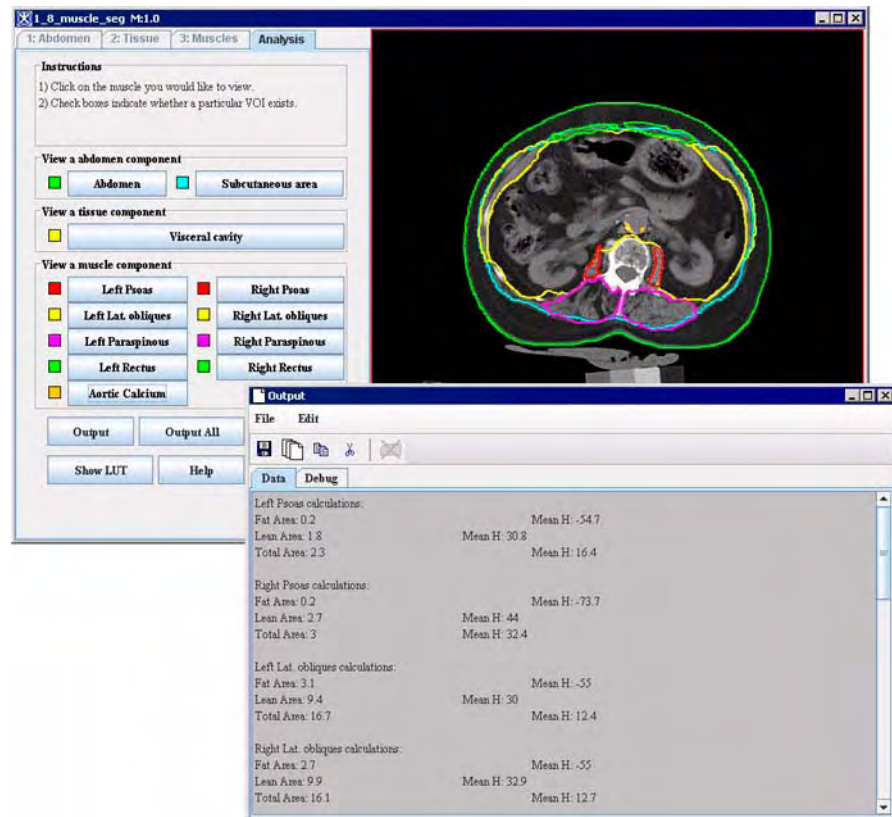 1_8_muscle_seg M:1.0
1: Abdomen 2: Tissue 3: Muscles Analysis
Instructions
1) Click on the muscle you would like to view.
2) Check boxes indicate whether a particular VOI exists.
View a abdomen component
Abdomen Subcutaneous area
View a tissue component
Visceral cavity
View a muscle component
Left Psoas Right Psoas
Left Lat. obliques Right Lat. obliques
Left Paraspinous Right Paraspinous
Left Rectus Right Rectus
Aortic Calcium
Output Output All
Show LUT Help
Output
File Edit
Data Debug
Left Psoas calculations:
Fat Area: 0.2 Mean H: -54.7
Lean Area: 1.8 Mean H: 30.8
Total Area: 2.3 Mean H: 16.4
Right Psoas calculations:
Fat Area: 0.2 Mean H: -73.7
Lean Area: 2.7 Mean H: 44
Total Area: 3 Mean H: 32.4
Left Lat. obliques calculations:
Fat Area: 3.1 Mean H: -55
Lean Area: 9.4 Mean H: 30
Total Area: 16.7 Mean H: 12.4
Right Lat. obliques calculations:
Fat Area: 2.7 Mean H: -55
Lean Area: 9.9 Mean H: 32.9
Total Area: 16.1 Mean H: 12.7